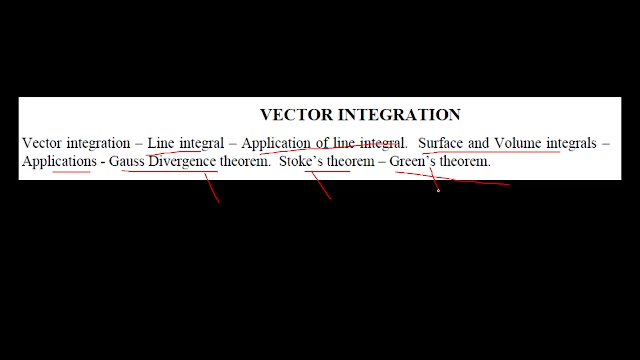 VECTOR INTEGRATION
Vector integration – Line integral – Application of line integral. Surface and Volume integrals –
Applications - Gauss Divergence theorem. Stoke's theorem – Green's theorem.